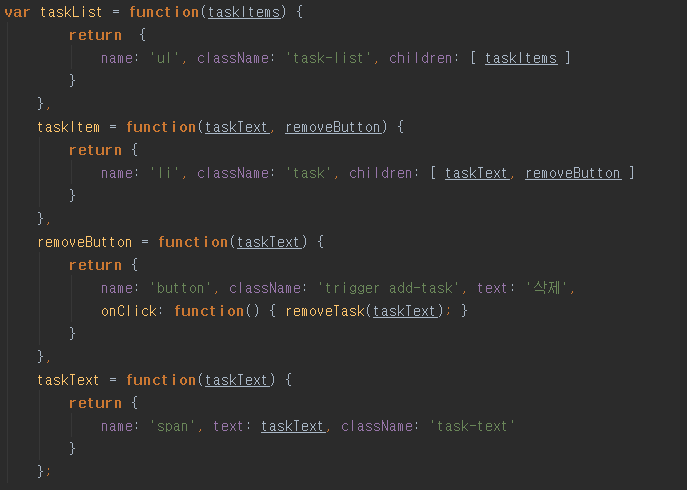 var taskList = function(taskItems) {
        return  {
            name: 'ul', className: 'task-list', children: [ taskItems ]
        }
    },
    taskItem = function(taskText, removeButton) {
        return {
            name: 'li', className: 'task', children: [ taskText, removeButton ]
        }
    },
    removeButton = function(taskText) {
        return {
            name: 'button', className: 'trigger add-task', text: '삭제',
            onClick: function() { removeTask(taskText); }
        }
    },
    taskText = function(taskText) {
        return {
            name: 'span', text: taskText, className: 'task-text'
        }
    };